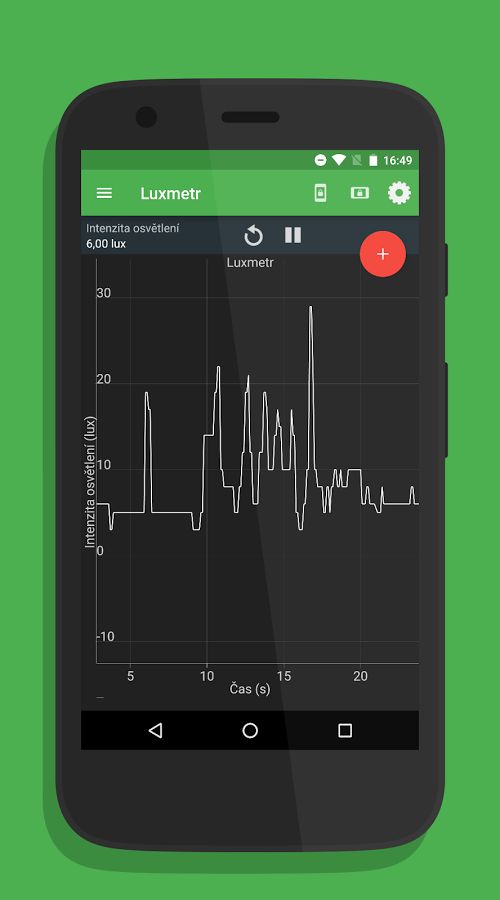 16:49
Luxmetr
Intenzita osvětlení
6,00 lux
+
Luxmetr
30
20
10
0
-10
Intenzita osvětlení (lux)
5 10 15 20
Čas (s)